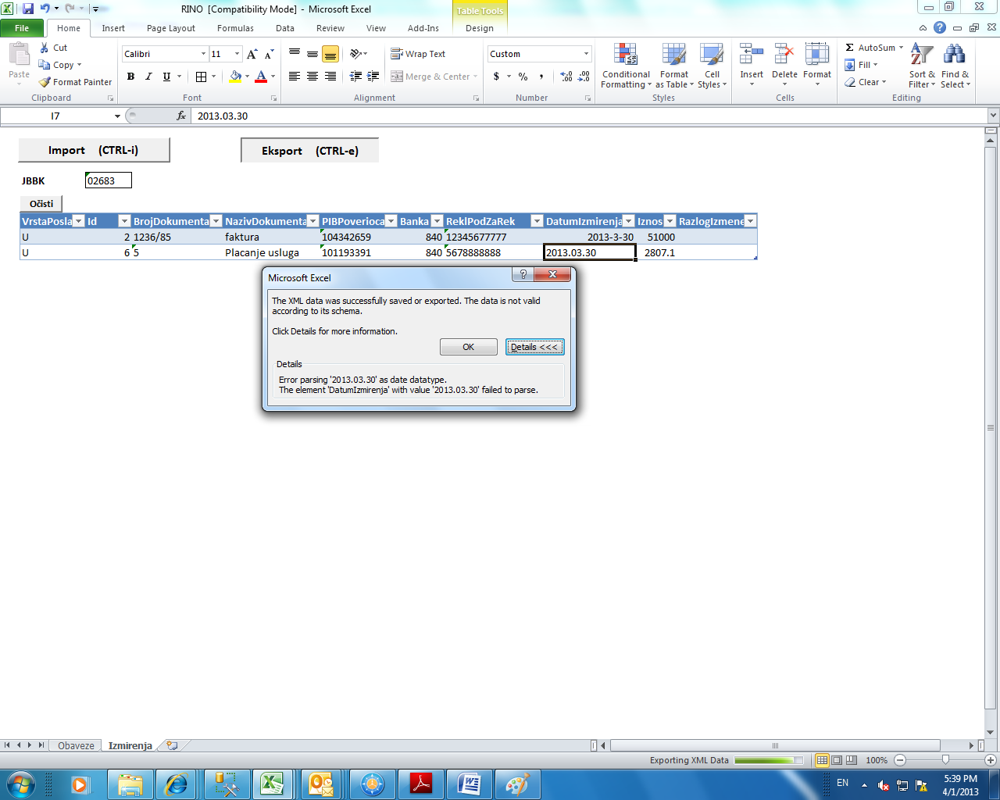 RINO [Compatibility Mode] - Microsoft Excel
Table Tools
File Home Insert Page Layout Formulas Data Review View Add-Ins Design
Paste
Cut
Copy
Format Painter
Clipboard
Calibri 11
B I U
Font
Wrap Text
Merge & Center
Alignment
Custom
$ % ,
Number
Conditional Formatting
Format as Table
Cell Styles
Styles
Insert Delete Format
Cells
Σ AutoSum
Fill
Clear
Sort & Filter
Find & Select
Editing
I7 fx 2013.03.30
Import (CTRL-i) Eksport (CTRL-e)
JBBK 02683
Očisti
VrstaPosla Id BrojDokumenta NazivDokumenta PIBPoverioca Banka ReklPodZaRek DatumIzmirenja Iznos RazlogIzmene
U 2 1236/85 faktura 104342659 840 12345677777 2013-3-30 51000
U 6 5 Placanje usluga 101193391 840 5678888888 2013.03.30 2807.1
Microsoft Excel
The XML data was successfully saved or exported. The data is not valid
according to its schema.
Click Details for more information.
OK Details <<<
Details
Error parsing '2013.03.30' as date datatype.
The element 'DatumIzmirenja' with value '2013.03.30' failed to parse.
Obaveze Izmirenja
Exporting XML Data 100%
EN 5:39 PM
4/1/2013